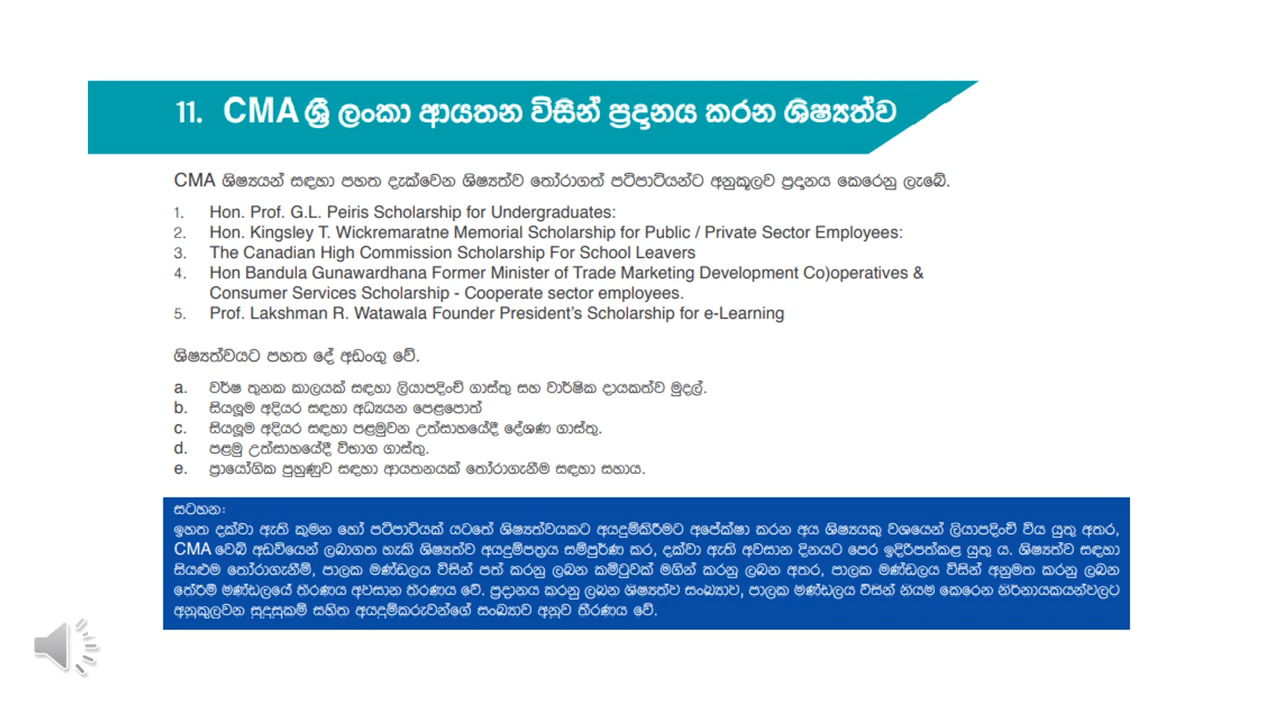 11. CMA ශ්‍රී ලංකා ආයතන විසින් ප්‍රදානය කරන ශිෂ්‍යත්ව
CMA ශිෂ්‍යයන් සඳහා පහත දැක්වෙන ශිෂ්‍යත්ව තෝරාගත් පටිපාටියන්ට අනුකූලව ප්‍රදානය කෙරෙනු ලැබේ.
1. Hon. Prof. G.L. Peiris Scholarship for Undergraduates:
2. Hon. Kingsley T. Wickremaratne Memorial Scholarship for Public / Private Sector Employees:
3. The Canadian High Commission Scholarship For School Leavers
4. Hon Bandula Gunawardhana Former Minister of Trade Marketing Development Co)operatives &
Consumer Services Scholarship - Cooperate sector employees.
5. Prof. Lakshman R. Watawala Founder President's Scholarship for e-Learning
ශිෂ්‍යත්වයට පහත දේ අඩංගු වේ.
a. වර්ෂ තුනක කාලයක් සඳහා ලියාපදිංචි ගාස්තු සහ වාර්ෂික දායකත්ව මුදල්.
b. සියලූම අදියර සඳහා අධ්‍යයන පෙළපොත්
c. සියලූම අදියර සඳහා පළමුවන උත්සාහයේදී දේශණ ගාස්තු.
d. පළමු උත්සාහයේදී විභාග ගාස්තු.
e. ප්‍රායෝගික පුහුණුව සඳහා ආයතනයක් තෝරාගැනීම සඳහා සහාය.
සටහන:
ඉහත දක්වා ඇති කුමන හෝ පටිපාටියක් යටතේ ශිෂ්‍යත්වයකට අයදුම්කිරීමට අපේක්ෂා කරන අය ශිෂ්‍යයකු වශයෙන් ලියාපදිංචි විය යුතු අතර,
CMA වෙබ් අඩවියෙන් ලබාගත හැකි ශිෂ්‍යත්ව අයදුම්පත්‍රය සම්පුර්ණ කර, දක්වා ඇති අවසාන දිනයට පෙර ඉදිරිපත්කළ යුතු ය. ශිෂ්‍යත්ව සඳහා
සියළුම තෝරාගැනීම්, පාලක මණ්ඩලය විසින් පත් කරනු ලබන කමිටුවක් මගින් කරනු ලබන අතර, පාලක මණ්ඩලය විසින් අනුමත කරනු ලබන
තේරීම් මණ්ඩලයේ තීරණය අවසාන තීරණය වේ. ප්‍රදානය කරනු ලබන ශිෂ්‍යත්ව සංඛ්‍යාව, පාලක මණ්ඩලය විසින් නියම කෙරෙන නිර්නායකයන්වලට
අනුකුලවන සුදුසුකම් සහිත අයදුම්කරුවන්ගේ සංඛ්‍යාව අනුව තීරණය වේ.